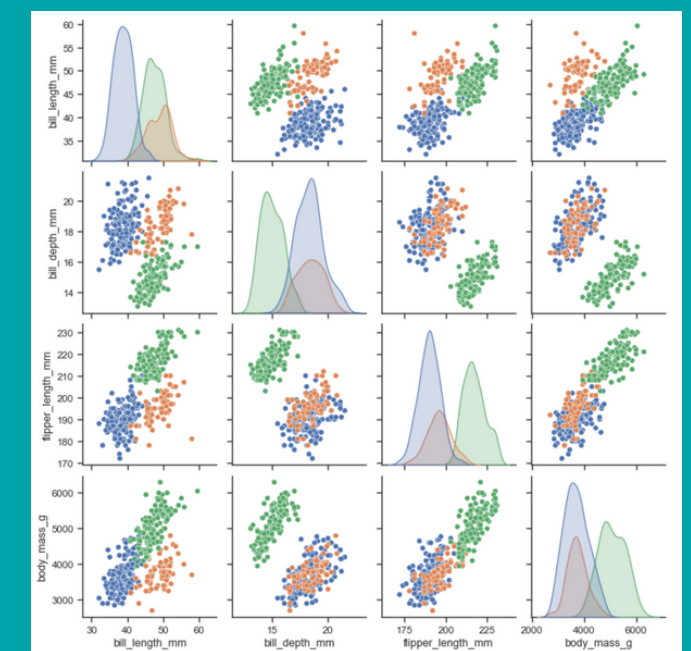 60
55
50
45
40
35
bill_length_mm
20
18
16
14
bill_depth_mm
230
220
210
200
190
180
170
flipper_length_mm
6000
5000
4000
3000
body_mass_g
30 40 50 60
bill_length_mm
15 20
bill_depth_mm
175 200 225
flipper_length_mm
2000 4000 6000
body_mass_g